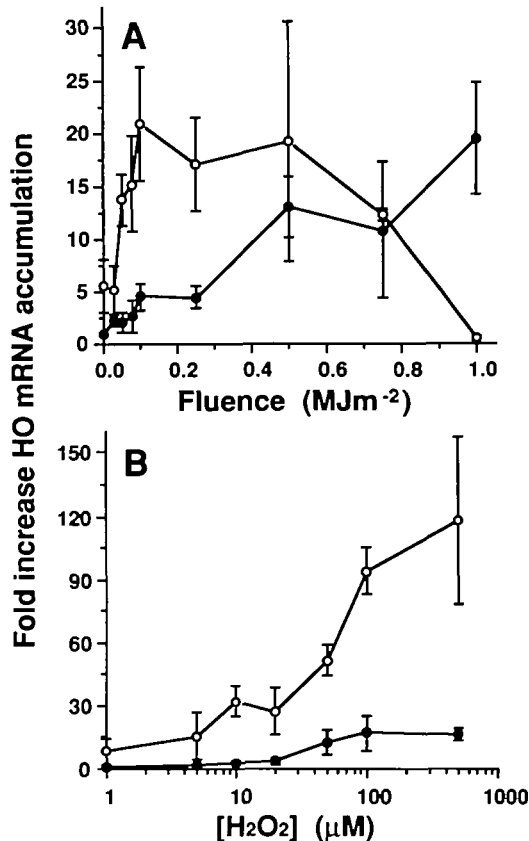 Fold increase HO mRNA accumulation
A
30
25
20
15
10
5
0
0.0 0.2 0.4 0.6 0.8 1.0
Fluence (MJm⁻²)
B
150
120
90
60
30
0
1 10 100 1000
[H₂O₂] (µM)